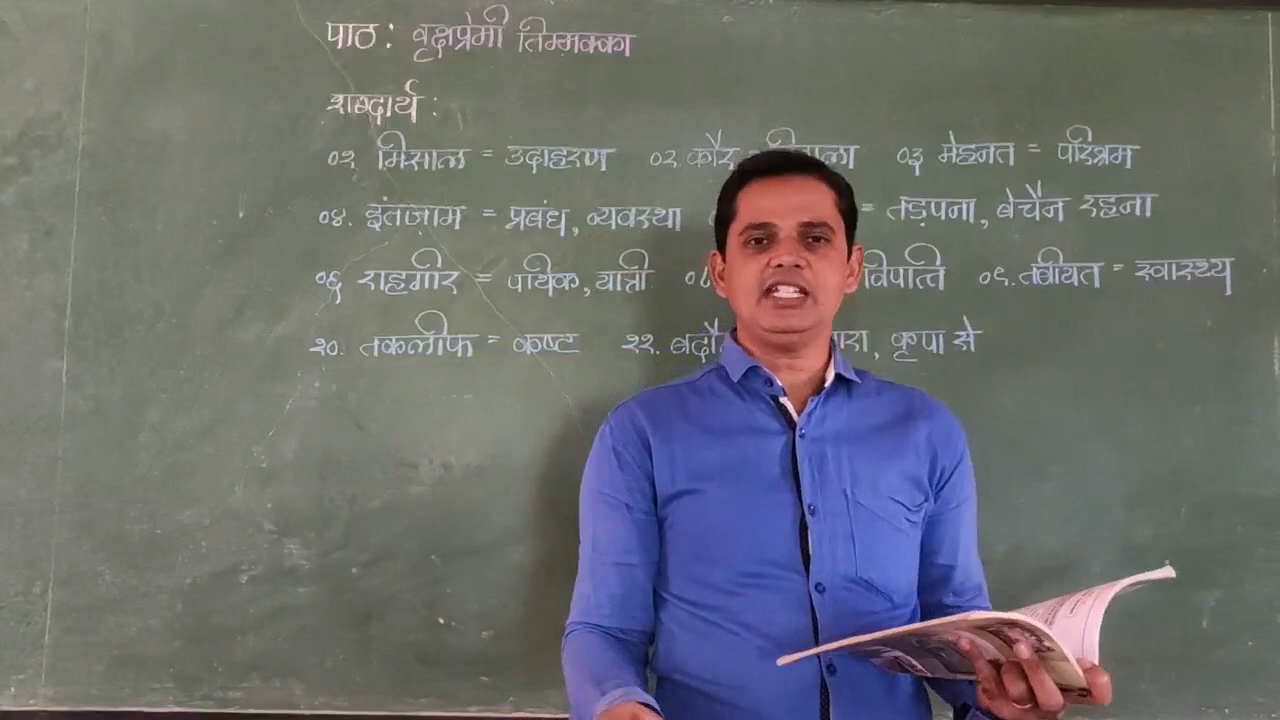 पाठ : वृक्षप्रेमी तिम्मक्का
शब्दार्थ :
०१ मिसाल = उदाहरण ०२. कौर = ०३ मेहनत = परिश्रम
०४. इंतजाम = प्रबंध, व्यवस्था = तड़पना, बेचैन रहना
०६ राहगीर = पथिक, यात्री विपत्ति ०९. तबीयत = स्वास्थ्य
१०. तकलीफ = कष्ट ११. कृपा से